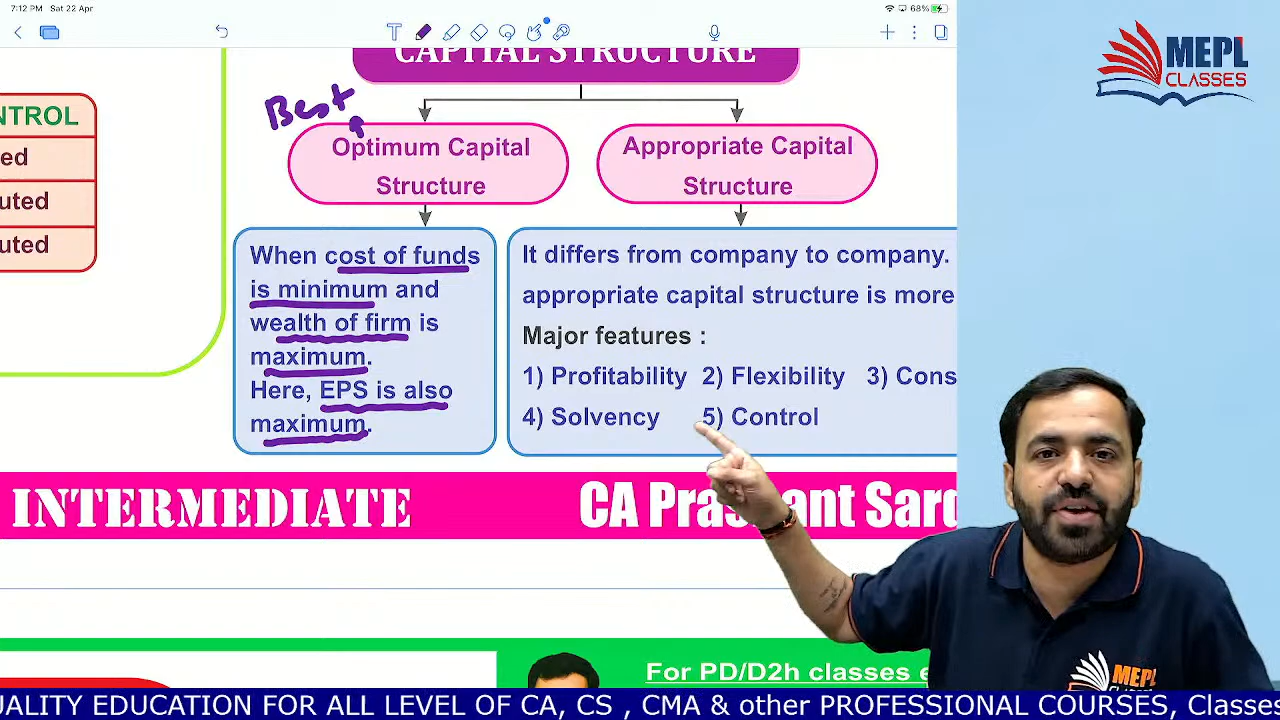 7:12 PM Sat 22 Apr
68%
CAPITAL STRUCTURE
MEPL
CLASSES
NTROL
ed
uted
uted
Best
Optimum Capital
Structure
Appropriate Capital
Structure
When cost of funds
is minimum and
wealth of firm is
maximum.
Here, EPS is also
maximum.
It differs from company to company.
appropriate capital structure is more
Major features :
1) Profitability 2) Flexibility 3) Cons
4) Solvency 5) Control
INTERMEDIATE
CA Prashant Sard
MEPL
CLASSES
For PD/D2h classes e
UALITY EDUCATION FOR ALL LEVEL OF CA, CS , CMA & other PROFESSIONAL COURSES, Classes